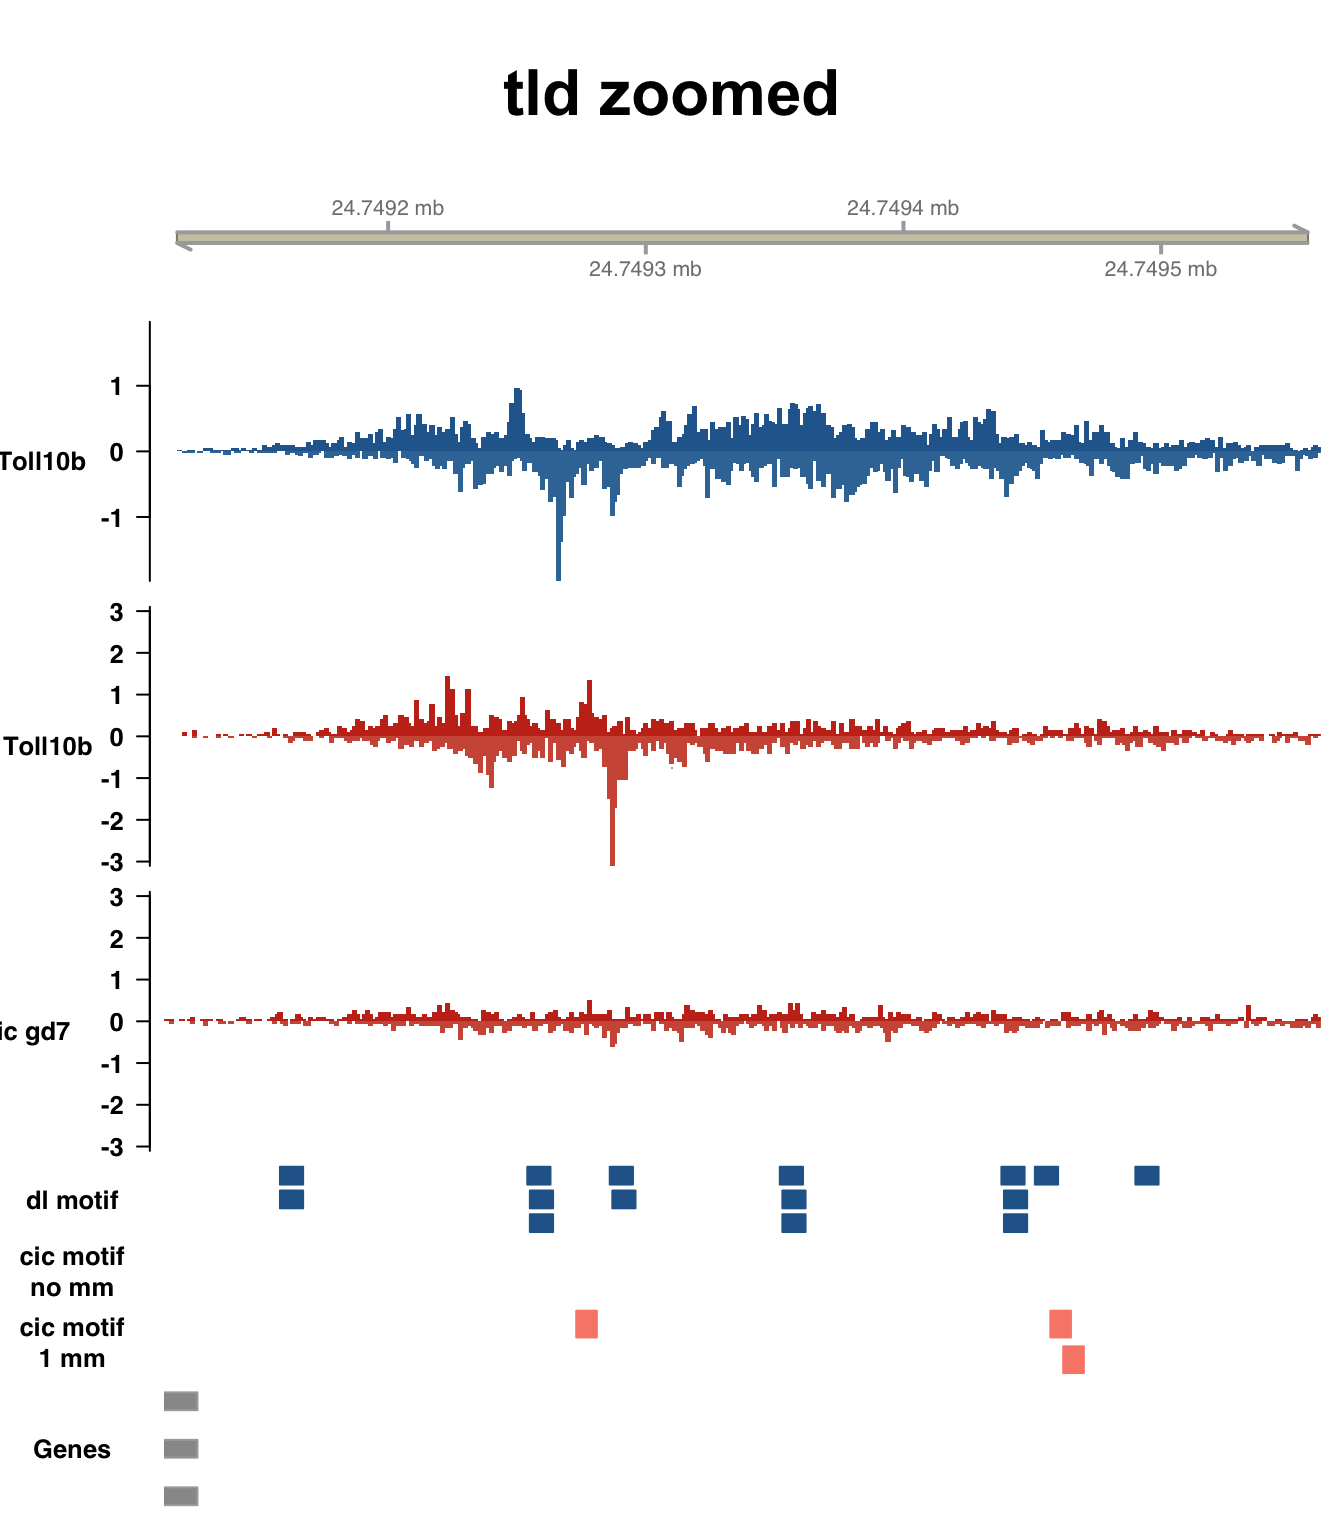 tld zoomed
24.7492 mb
24.7494 mb
24.7493 mb
24.7495 mb
1
0
-1
Toll10b
3
2
1
0
-1
-2
-3
Toll10b
3
2
1
0
-1
-2
-3
ic gd7
dl motif
cic motif
no mm
cic motif
1 mm
Genes